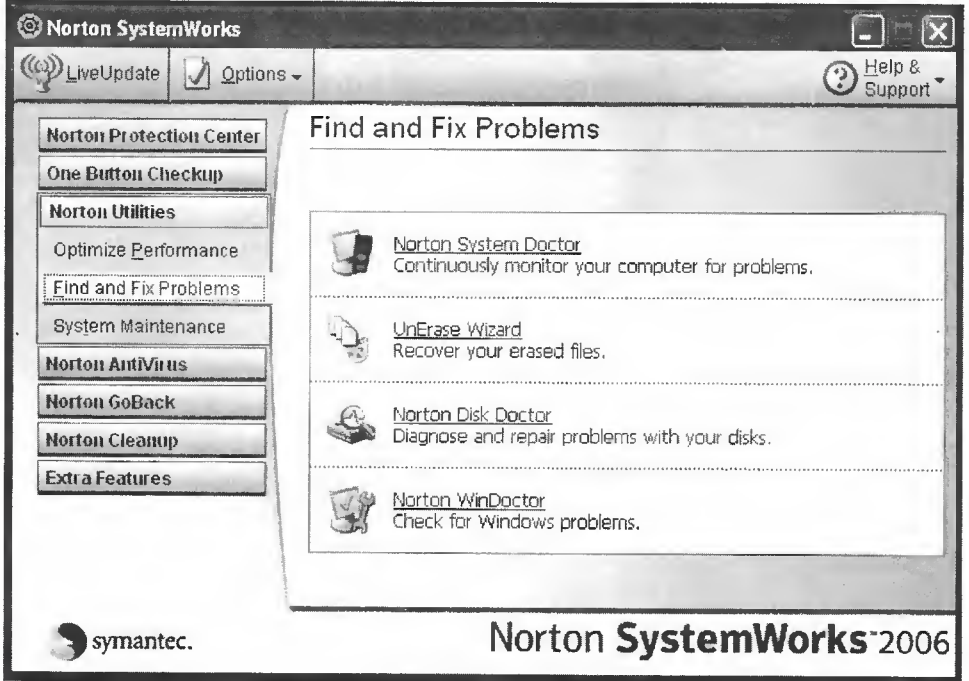 Norton SystemWorks
LiveUpdate
Options
Help &
Support
Norton Protection Center
One Button Checkup
Norton Utilities
Optimize Performance
Find and Fix Problems
System Maintenance
Norton AntiVirus
Norton GoBack
Norton Cleanup
Extra Features
Find and Fix Problems
Norton System Doctor
Continuously monitor your computer for problems.
UnErase Wizard
Recover your erased files.
Norton Disk Doctor
Diagnose and repair problems with your disks.
Norton WinDoctor
Check for Windows problems.
symantec.
Norton SystemWorks™ 2006